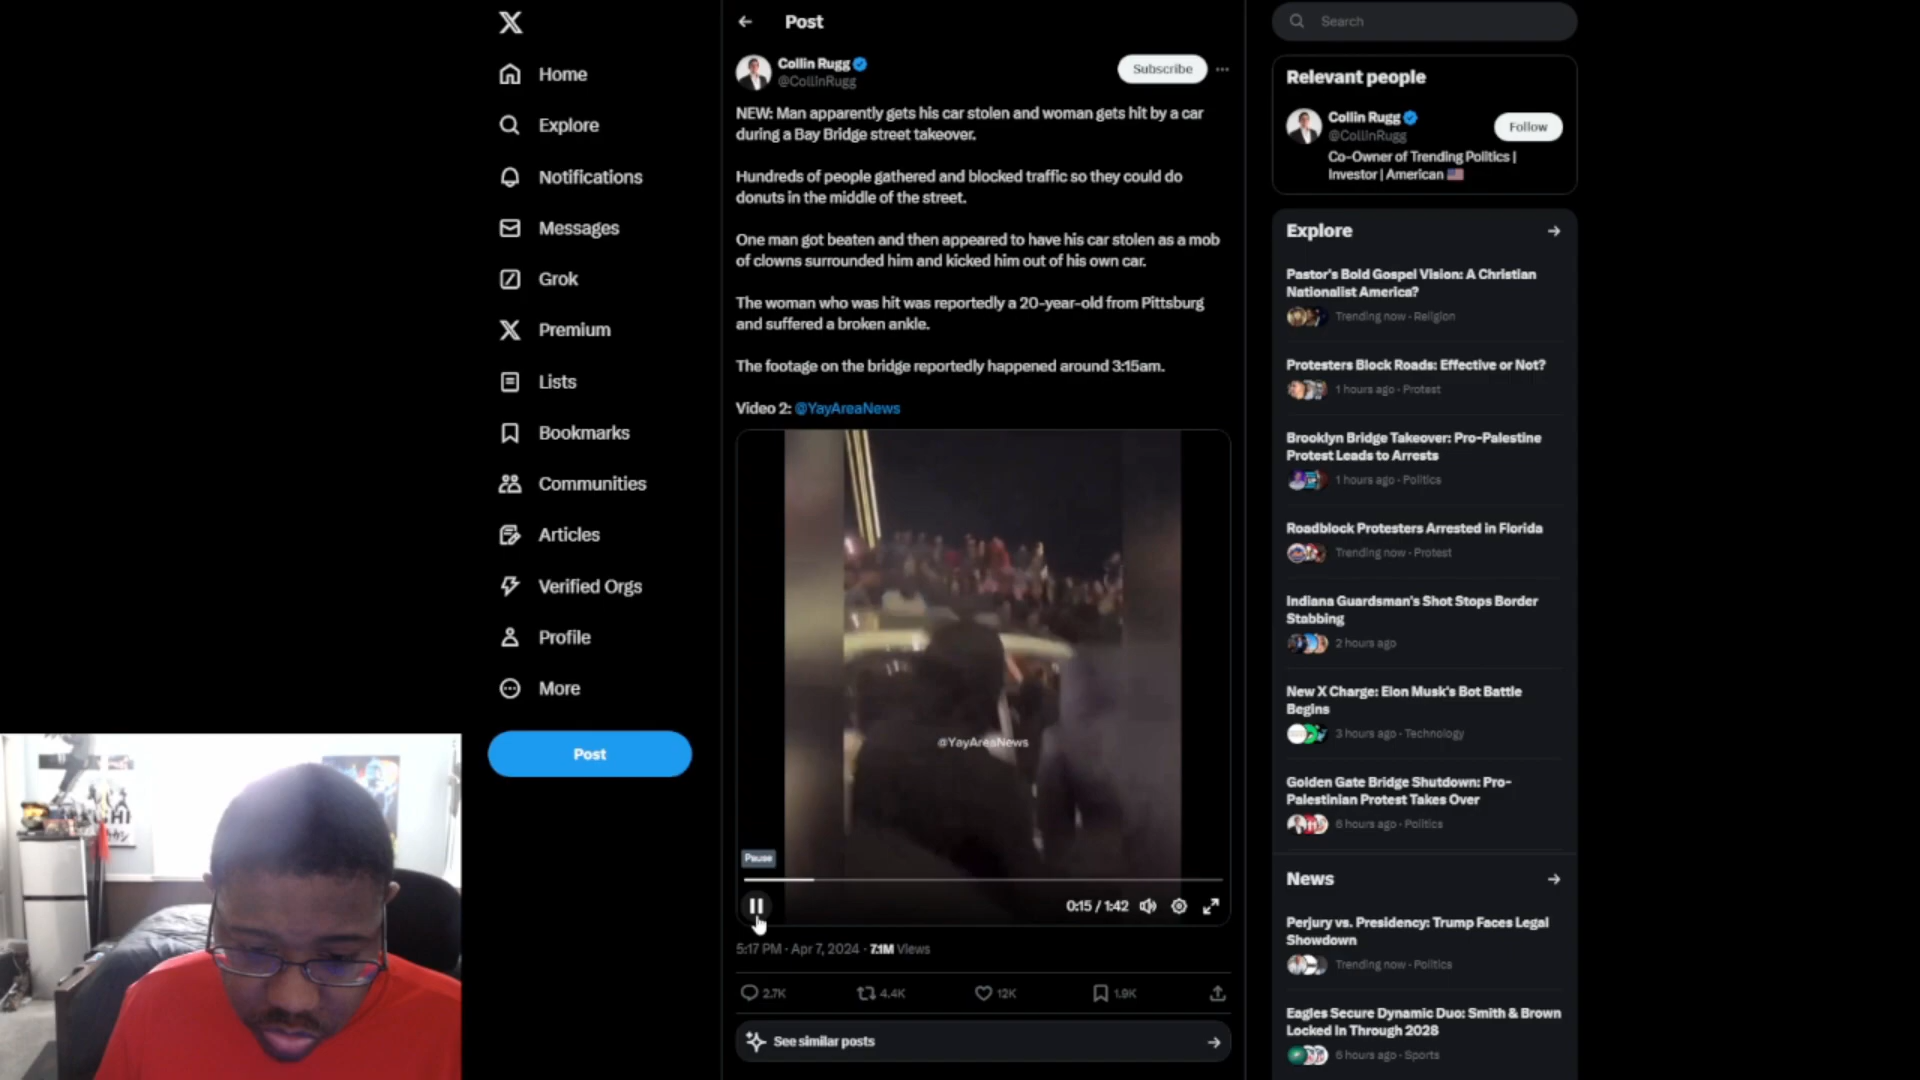 Home
Explore
Notifications
Messages
Grok
Premium
Lists
Bookmarks
Communities
Articles
Verified Orgs
Profile
More
Post
Post
Collin Rugg
@CollinRugg
Subscribe
NEW: Man apparently gets his car stolen and woman gets hit by a car
during a Bay Bridge street takeover.
Hundreds of people gathered and blocked traffic so they could do
donuts in the middle of the street.
One man got beaten and then appeared to have his car stolen as a mob
of clowns surrounded him and kicked him out of his own car.
The woman who was hit was reportedly a 20-year-old from Pittsburg
and suffered a broken ankle.
The footage on the bridge reportedly happened around 3:15am.
Video 2: @YayAreaNews
@YayAreaNews
Pause
0:15 / 1:42
5:17 PM · Apr 7, 2024 · 7.1M Views
2.7K 4.4K 12K 1.9K
See similar posts
Search
Relevant people
Collin Rugg
@CollinRugg
Follow
Co-Owner of Trending Politics |
Investor | American
Explore
Pastor's Bold Gospel Vision: A Christian
Nationalist America?
Trending now · Religion
Protesters Block Roads: Effective or Not?
1 hours ago · Protest
Brooklyn Bridge Takeover: Pro-Palestine
Protest Leads to Arrests
1 hours ago · Politics
Roadblock Protesters Arrested in Florida
Trending now · Protest
Indiana Guardsman's Shot Stops Border
Stabbing
2 hours ago
New X Charge: Elon Musk's Bot Battle
Begins
3 hours ago · Technology
Golden Gate Bridge Shutdown: Pro-
Palestinian Protest Takes Over
6 hours ago · Politics
News
Perjury vs. Presidency: Trump Faces Legal
Showdown
Trending now · Politics
Eagles Secure Dynamic Duo: Smith & Brown
Locked In Through 2028
6 hours ago · Sports